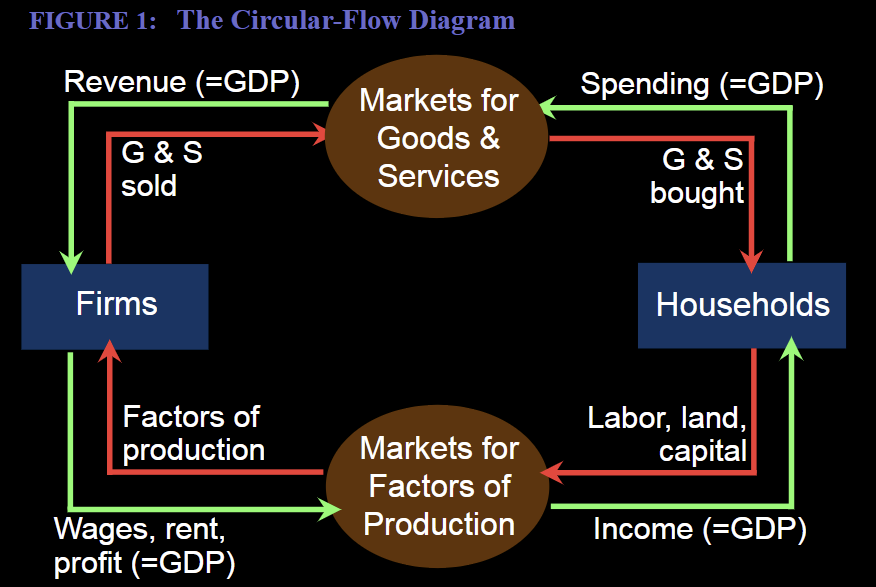 FIGURE 1: The Circular-Flow Diagram
Revenue (=GDP)
Markets for
Goods &
Services
Spending (=GDP)
G & S
sold
G & S
bought
Firms
Households
Factors of
production
Markets for
Factors of
Production
Labor, land,
capital
Wages, rent,
profit (=GDP)
Income (=GDP)